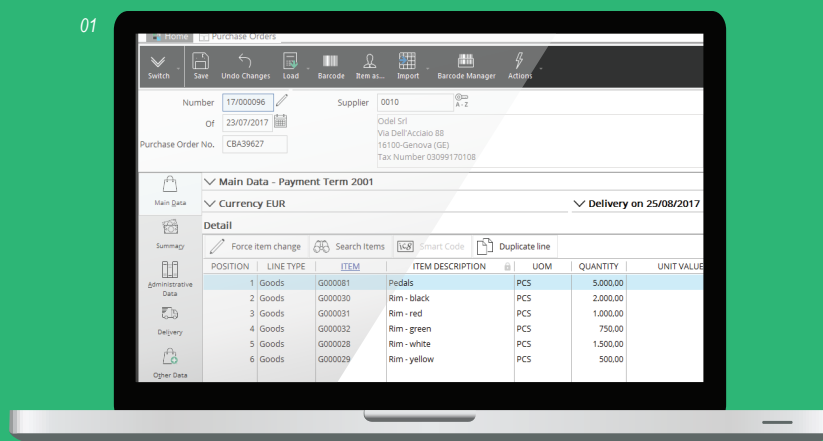 01
Home Purchase Orders
Switch Save Undo Changes Load Barcode Item as... Import Barcode Manager Actions
Number 17/000096 Supplier 0010 A - Z
Of 23/07/2017 Odel Srl
Via Dell'Acciaio 88
Purchase Order No. CBA39627 16100-Genova (GE)
Tax Number 03099170108
Main Data
Summary
Administrative
Data
Delivery
Other Data
Main Data - Payment Term 2001
Currency EUR Delivery on 25/08/2017
Detail
Force item change Search Items Smart Code Duplicate line
POSITION LINE TYPE ITEM ITEM DESCRIPTION UOM QUANTITY UNIT VALUE
1 Goods G000081 Pedals PCS 5.000,00
2 Goods G000030 Rim - black PCS 2.000,00
3 Goods G000031 Rim - red PCS 1.000,00
4 Goods G000032 Rim - green PCS 750,00
5 Goods G000028 Rim - white PCS 1.500,00
6 Goods G000029 Rim - yellow PCS 500,00